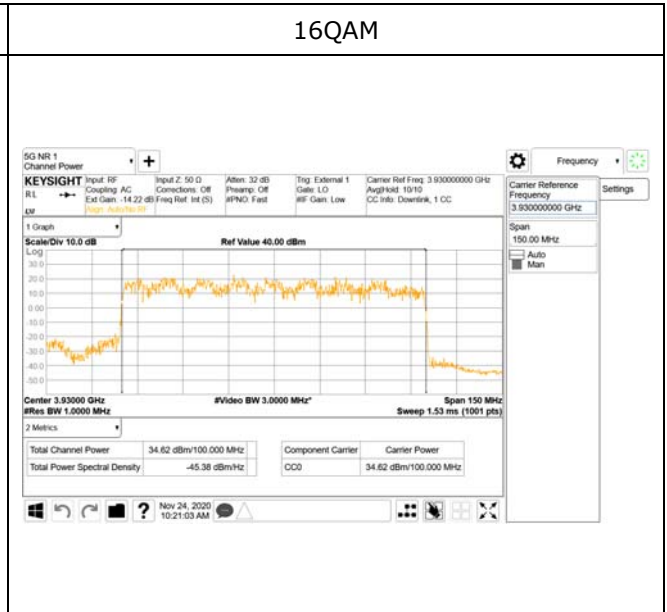 16QAM
5G NR 1
Channel Power
+
Frequency
KEYSIGHT
RL
Input: RF
Coupling: AC
Ext Gain: -14.22 dB
Align: Auto/No RF
Input Z: 50 Ω
Corrections: Off
Freq Ref: Int (S)
Atten: 32 dB
Preamp: Off
#PNO: Fast
Trig: External 1
Gate: LO
#IF Gain: Low
Carrier Ref Freq: 3.930000000 GHz
Avg|Hold: 10/10
CC Info: Downlink, 1 CC
Carrier Reference
Frequency
3.930000000 GHz
Settings
Span
150.00 MHz
Auto
Man
1 Graph
Scale/Div 10.0 dB
Ref Value 40.00 dBm
Log
30.0
20.0
10.0
0.00
-10.0
-20.0
-30.0
-40.0
-50.0
Center 3.93000 GHz
#Video BW 3.0000 MHz*
Span 150 MHz
#Res BW 1.0000 MHz
Sweep 1.53 ms (1001 pts)
2 Metrics
Total Channel Power 34.62 dBm/100.000 MHz
Total Power Spectral Density -45.38 dBm/Hz
Component Carrier Carrier Power
CC0 34.62 dBm/100.000 MHz
?
Nov 24, 2020
10:21:03 AM